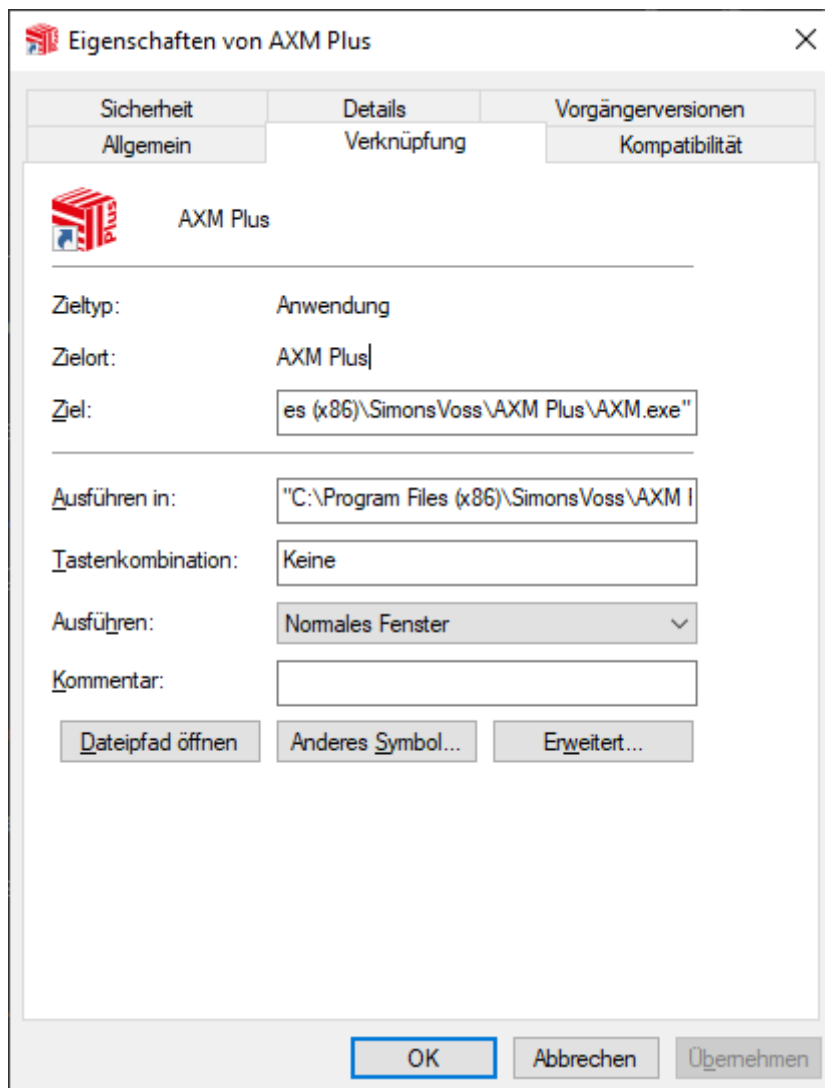 Eigenschaften von AXM Plus
Sicherheit Details Vorgängerversionen
Allgemein Verknüpfung Kompatibilität
Plus
AXM Plus
Zieltyp: Anwendung
Zielort: AXM Plus
Ziel: es (x86)\SimonsVoss\AXM Plus\AXM.exe"
Ausführen in: "C:\Program Files (x86)\SimonsVoss\AXM
Tastenkombination: Keine
Ausführen: Normales Fenster
Kommentar:
Dateipfad öffnen Anderes Symbol... Erweitert...
OK Abbrechen Übernehmen